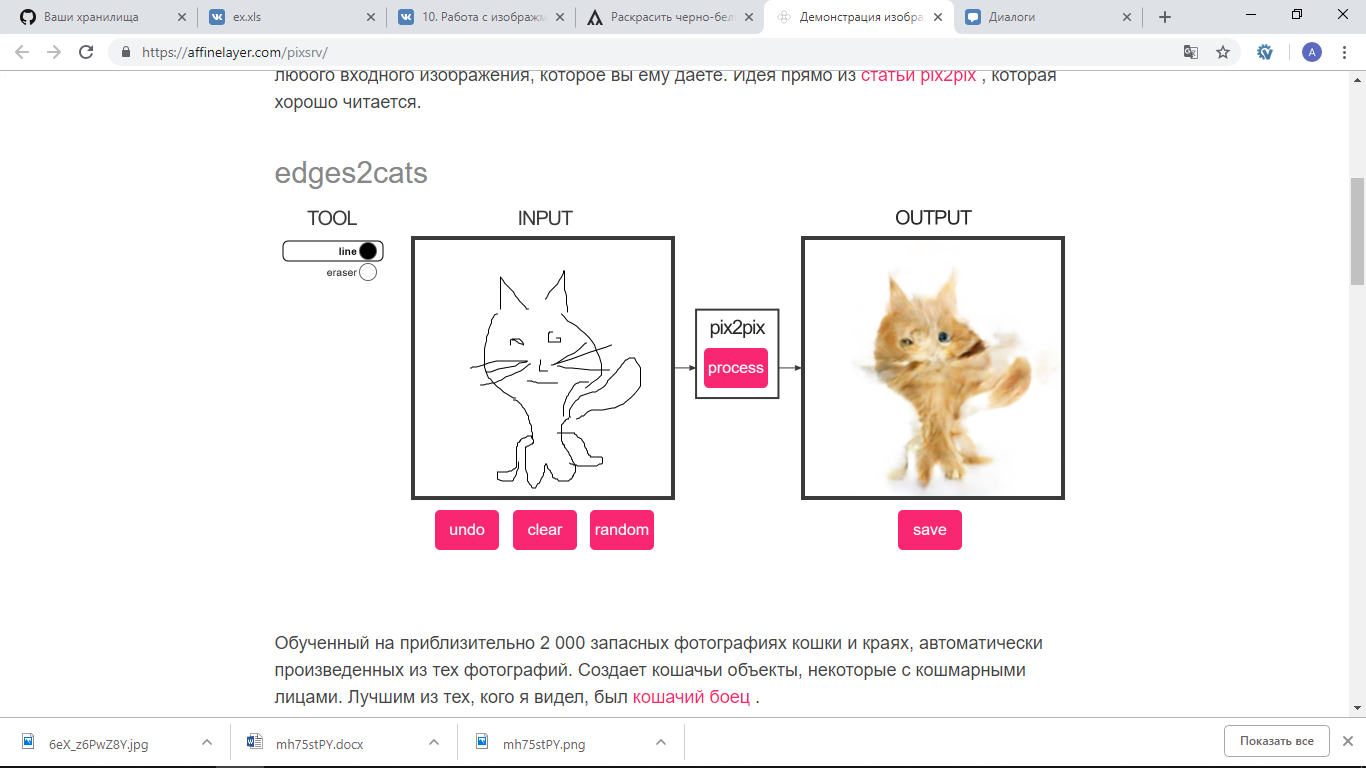 Ваши хранилища
ex.xls
10. Работа с изображ
Раскрасить черно-бел
Демонстрация изобра
Диалоги
https://affinelayer.com/pixsrv/
A
любого входного изображения, которое вы ему даете. Идея прямо из статьи pix2pix , которая
хорошо читается.
edges2cats
TOOL
INPUT
OUTPUT
line
eraser
pix2pix
process
undo
clear
random
save
Обученный на приблизительно 2 000 запасных фотографиях кошки и краях, автоматически
произведенных из тех фотографий. Создает кошачьи объекты, некоторые с кошмарными
лицами. Лучшим из тех, кого я видел, был кошачий боец .
6eX_z6PwZ8Y.jpg
mh75stPY.docx
mh75stPY.png
Показать все